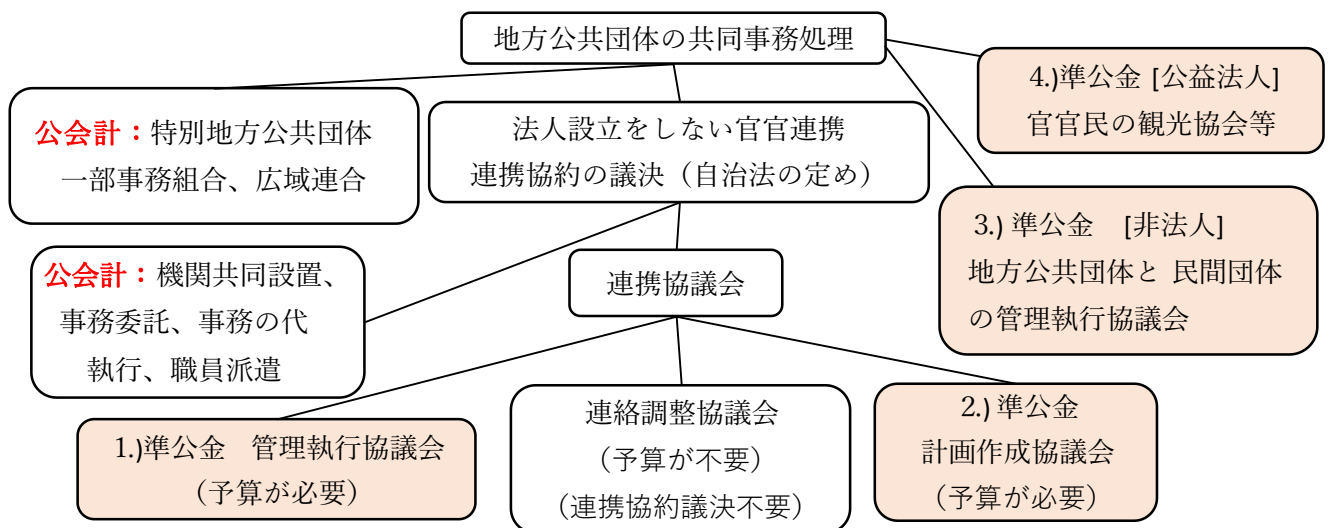 地方公共団体の共同事務処理
公会計：特別地方公共団体
一部事務組合、広域連合
法人設立をしない官官連携
連携協約の議決（自治法の定め）
4.)準公金 [公益法人]
官官民の観光協会等
3.) 準公金　[非法人]
地方公共団体と 民間団体
の管理執行協議会
公会計：機関共同設置、
事務委託、事務の代
執行、職員派遣
連携協議会
1.)準公金　管理執行協議会
（予算が必要）
連絡調整協議会
（予算が不要）
（連携協約議決不要）
2.) 準公金
計画作成協議会
（予算が必要）